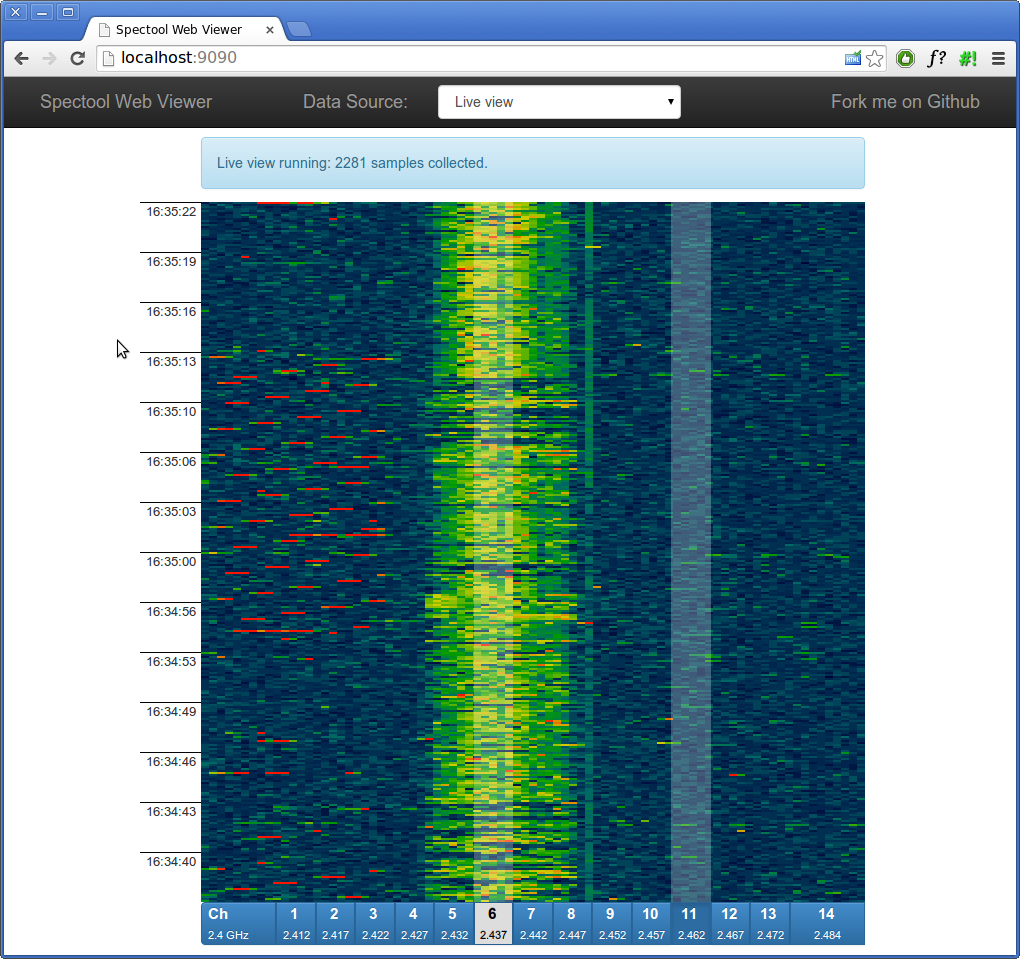 Spectool Web Viewer
localhost:9090
HTML
f?
#!
Spectool Web Viewer Data Source: Live view Fork me on Github
Live view running: 2281 samples collected.
16:35:22
16:35:19
16:35:16
16:35:13
16:35:10
16:35:06
16:35:03
16:35:00
16:34:56
16:34:53
16:34:49
16:34:46
16:34:43
16:34:40
Ch 1 2 3 4 5 6 7 8 9 10 11 12 13 14
2.4 GHz 2.412 2.417 2.422 2.427 2.432 2.437 2.442 2.447 2.452 2.457 2.462 2.467 2.472 2.484